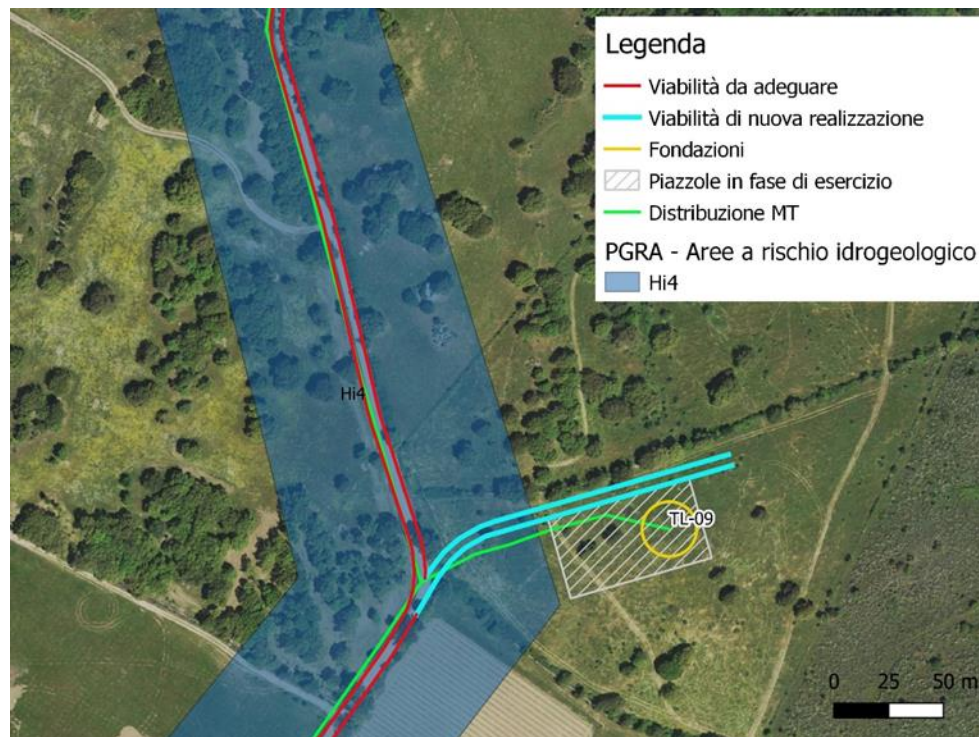 Legenda
Viabilità da adeguare
Viabilità di nuova realizzazione
Fondazioni
Piazzole in fase di esercizio
Distribuzione MT
PGRA - Aree a rischio idrogeologico
Hi4
Hi4
TL-09
0 25 50 m